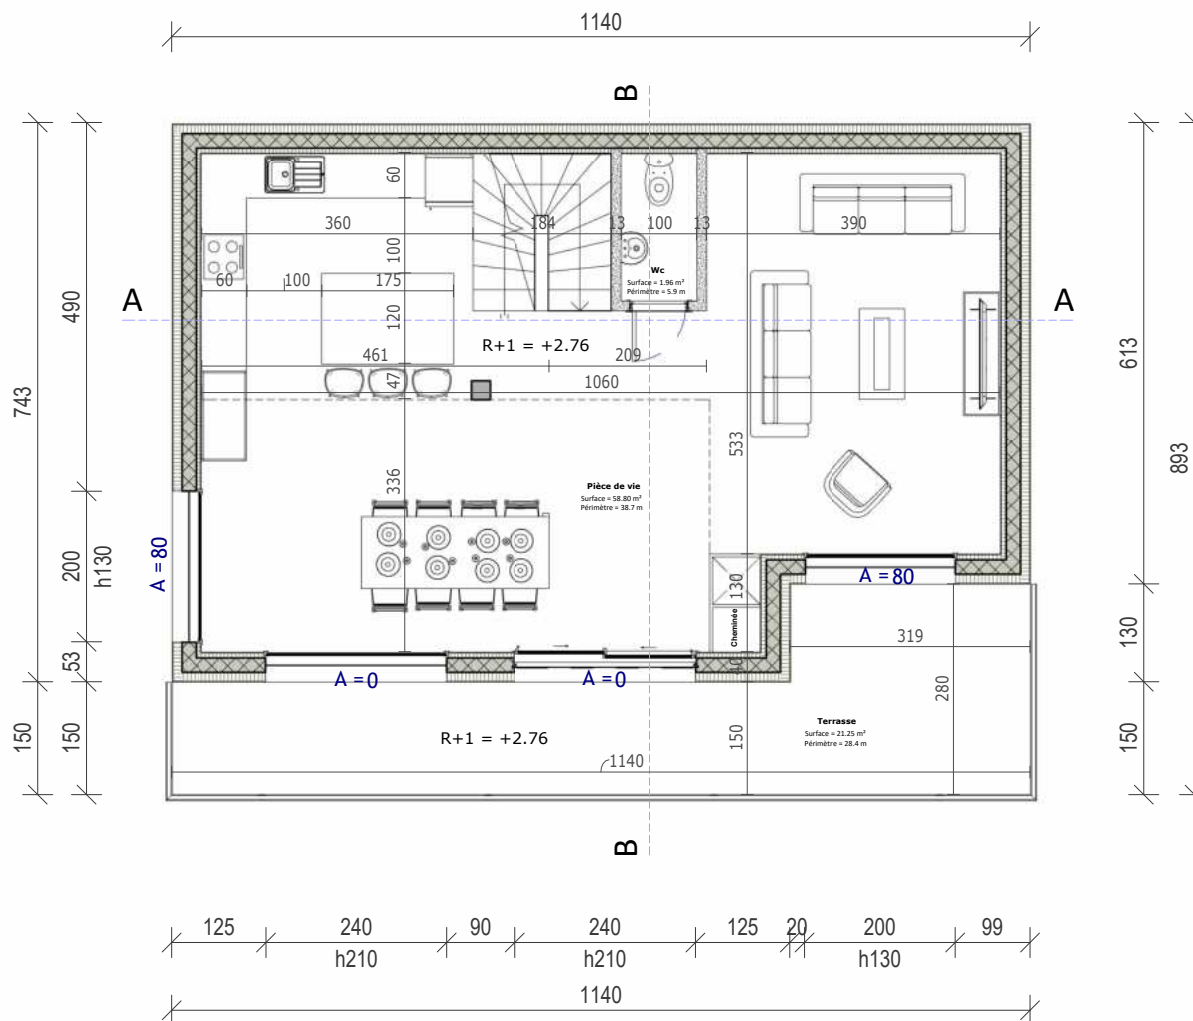 1140
B
60
360
184
13
100
13
390
100
Wc
Surface = 1.96 m²
Périmètre = 5.9 m
60
100
175
A
A
120
R+1 = +2.76
461
209
47
1060
490
743
613
893
533
336
Pièce de vie
Surface = 58.80 m²
Périmètre = 38.7 m
200
h130
A = 80
A = 80
130
Cheminée
319
130
53
40
A = 0
A = 0
280
150
150
R+1 = +2.76
150
Terrasse
Surface = 21.25 m²
Périmètre = 28.4 m
150
1140
B
125
240
90
240
125
20
200
99
h210
h210
h130
1140